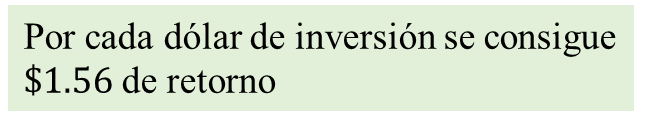 Por cada dólar de inversión se consigue
$1.56 de retorno